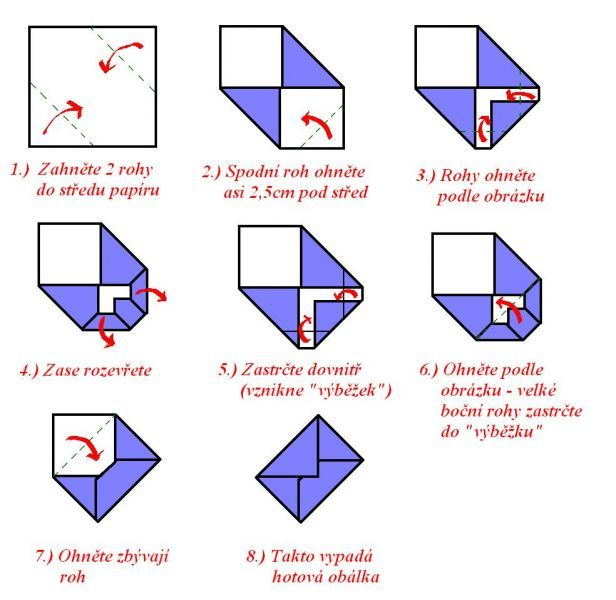 1.) Zahněte 2 rohy
do středu papíru
2.) Spodní roh ohněte
asi 2,5cm pod střed
3.) Rohy ohněte
podle obrázku
4.) Zase rozevřete
5.) Zastrčte dovnitř
(vznikne "výběžek")
6.) Ohněte podle
obrázku - velké
boční rohy zastrčte
do "výběžku"
7.) Ohněte zbývají
roh
8.) Takto vypadá
hotová obálka